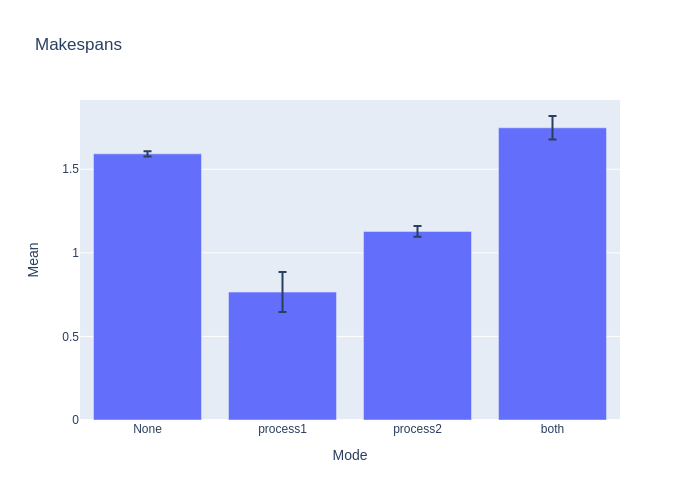 Makespans
Mean
1.5
1
0.5
0
None
process1
process2
both
Mode